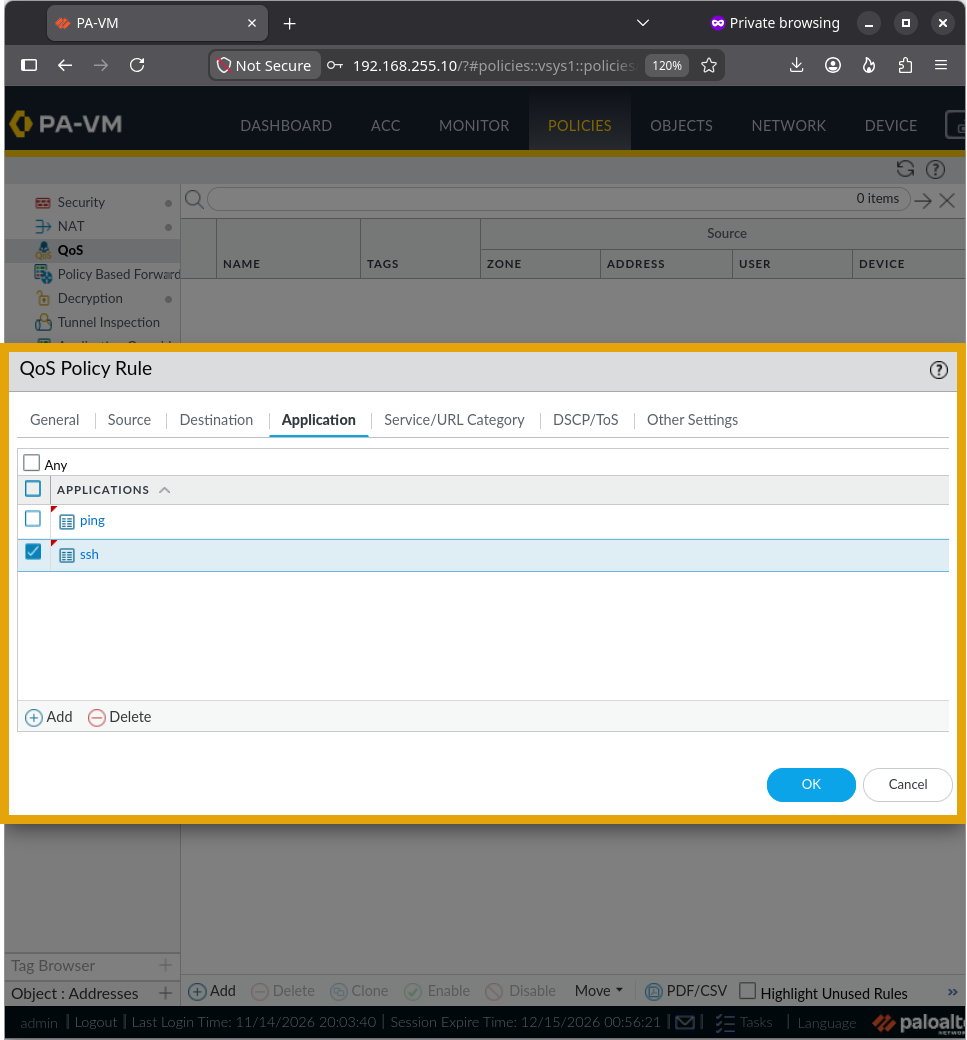 PA-VM
Private browsing
Not Secure 192.168.255.10/?#policies::vsys1::policies 120%
PA-VM DASHBOARD ACC MONITOR POLICIES OBJECTS NETWORK DEVICE
Security
NAT
QoS
Policy Based Forward
Decryption
Tunnel Inspection
0 items
Source
NAME TAGS ZONE ADDRESS USER DEVICE
QoS Policy Rule
General Source Destination Application Service/URL Category DSCP/ToS Other Settings
Any
APPLICATIONS
ping
ssh
Add Delete
OK Cancel
Tag Browser
Object : Addresses
Add Delete Clone Enable Disable Move PDF/CSV Highlight Unused Rules »
admin | Logout | Last Login Time: 11/14/2026 20:03:40 | Session Expire Time: 12/15/2026 00:56:21 | Tasks | Language paloalt